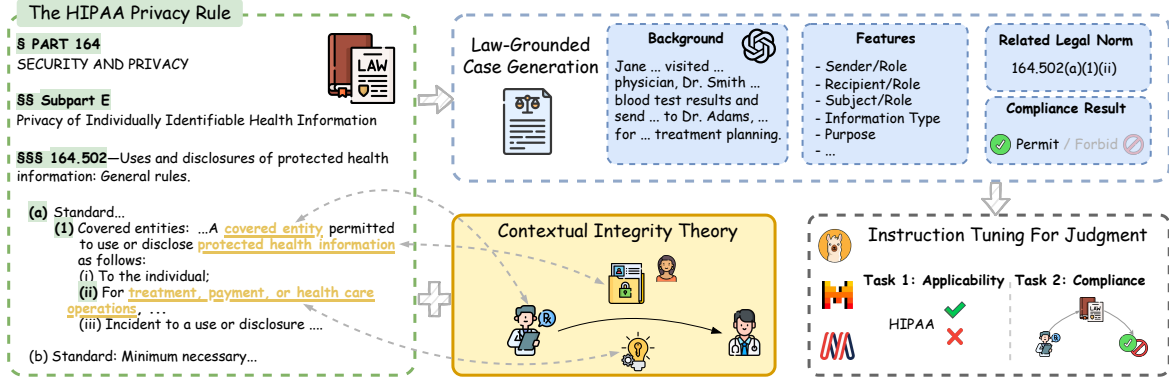 The HIPAA Privacy Rule
§ PART 164
SECURITY AND PRIVACY
§§ Subpart E
Privacy of Individually Identifiable Health Information
§§§ 164.502—Uses and disclosures of protected health
information: General rules.
(a) Standard...
(1) Covered entities: ...A covered entity permitted
to use or disclose protected health information
as follows:
(i) To the individual;
(ii) For treatment, payment, or health care
operations, ...
(iii) Incident to a use or disclosure ....
(b) Standard: Minimum necessary...
LAW
Law-Grounded
Case Generation
Background
Jane ... visited ...
physician, Dr. Smith ...
blood test results and
send ... to Dr. Adams, ...
for ... treatment planning.
Features
- Sender/Role
- Recipient/Role
- Subject/Role
- Information Type
- Purpose
- ...
Related Legal Norm
164.502(a)(1)(ii)
Compliance Result
Permit / Forbid
Contextual Integrity Theory
Rx
Instruction Tuning For Judgment
Task 1: Applicability
HIPAA
Task 2: Compliance
LAW